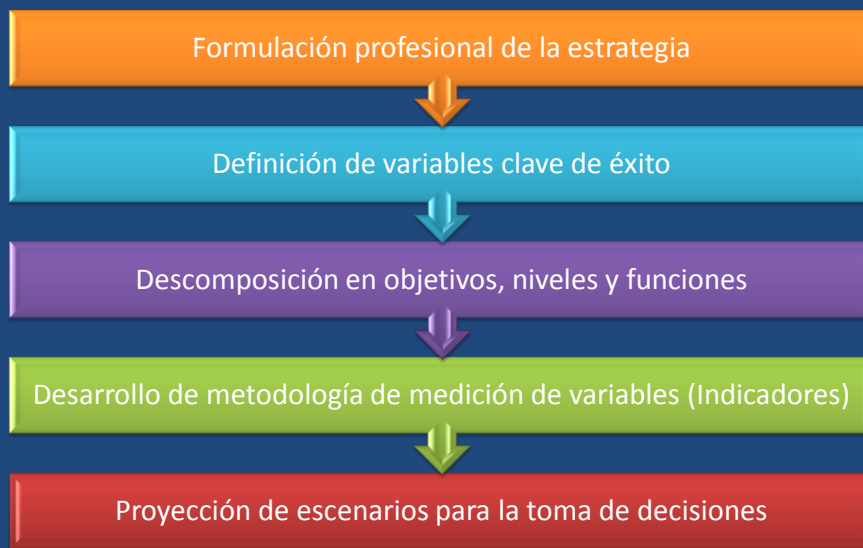 Formulación profesional de la estrategia
Definición de variables clave de éxito
Descomposición en objetivos, niveles y funciones
Desarrollo de metodología de medición de variables (Indicadores)
Proyección de escenarios para la toma de decisiones